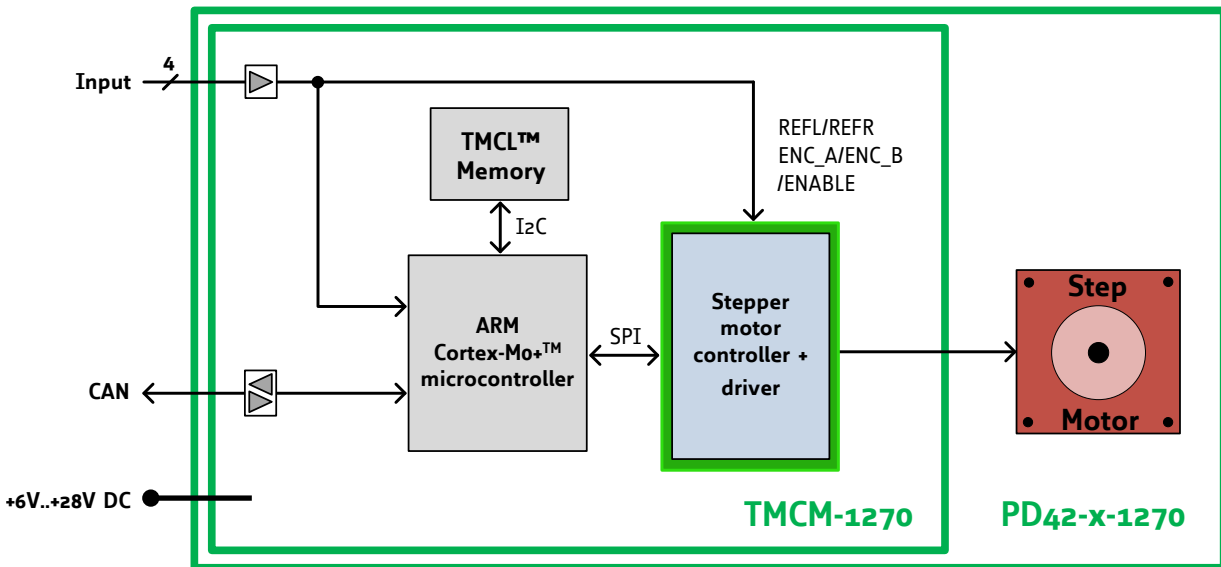 4
Input
REFL/REFR
ENC_A/ENC_B
/ENABLE
TMCL™
Memory
I2C
Stepper
motor
controller +
driver
ARM
Cortex-M0+™
microcontroller
SPI
Step
Motor
CAN
+6V..+28V DC
TMCM-1270
PD42-x-1270